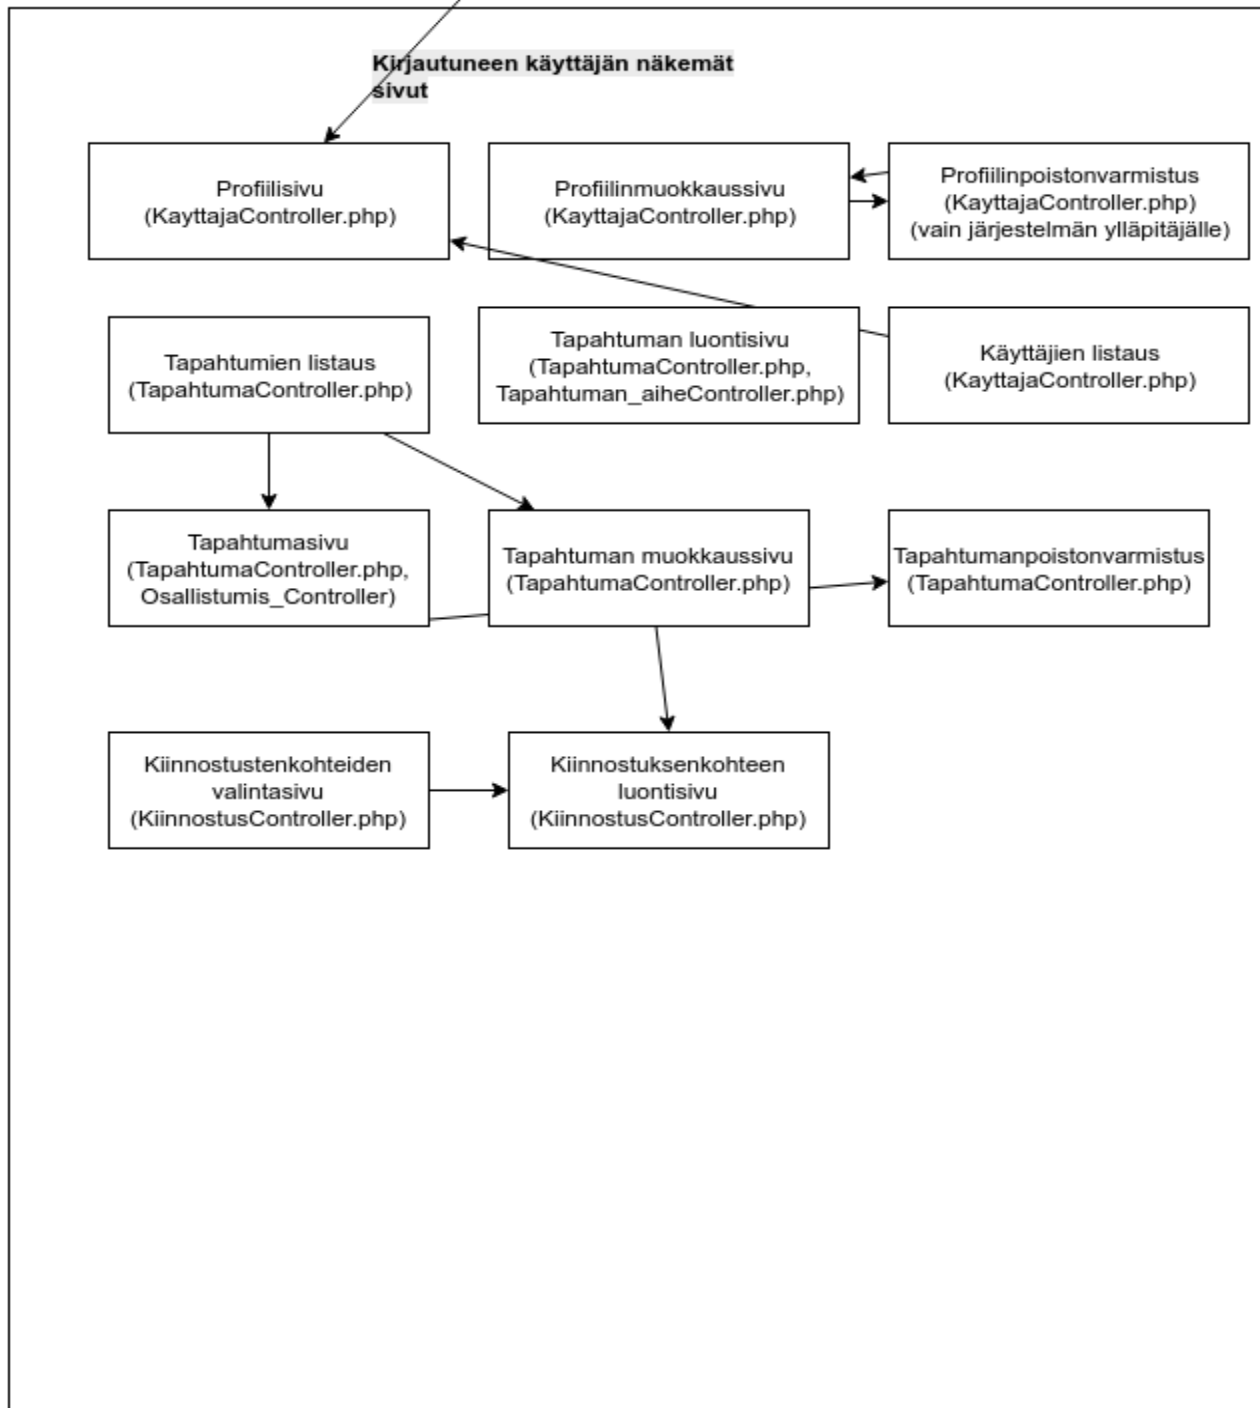 Kirjautuneen käyttäjän näkemät
sivut
Profiilisivu
(KayttajaController.php)
Profiilinmuokkaussivu
(KayttajaController.php)
Profiilinpoistonvarmistus
(KayttajaController.php)
(vain järjestelmän ylläpitäjälle)
Tapahtumien listaus
(TapahtumaController.php)
Tapahtuman luontisivu
(TapahtumaController.php,
Tapahtuman_aiheController.php)
Käyttäjien listaus
(KayttajaController.php)
Tapahtumasivu
(TapahtumaController.php,
Osallistumis_Controller)
Tapahtuman muokkaussivu
(TapahtumaController.php)
Tapahtumanpoistonvarmistus
(TapahtumaController.php)
Kiinnostustenkohteiden
valintasivu
(KiinnostusController.php)
Kiinnostuksenkohteen
luontisivu
(KiinnostusController.php)